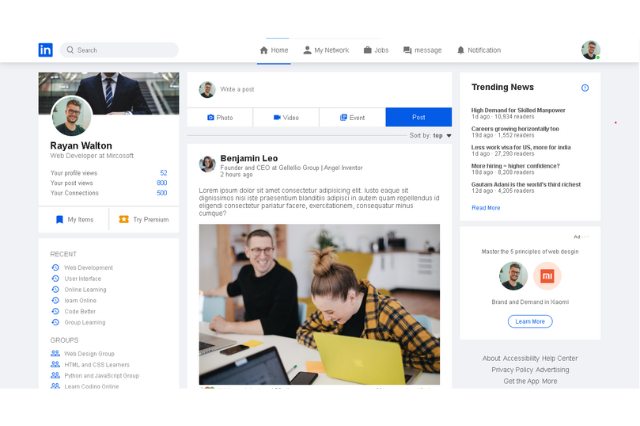 in
Search
Home
My Network
Jobs
message
Notification
Rayan Walton
Web Developer at Mircosoft
Your profile views 52
Your post views 800
Your Connections 500
My Items
Try Premium
RECENT
Web Development
User Interface
Online Learning
learn Online
Code Better
Group Learning
GROUPS
Web Design Group
HTML and CSS Learners
Python and JavaScript Group
Learn Coding Online
Write a post
Photo
Video
Event
Post
Sort by: top
Benjamin Leo
Founder and CEO at Gellelio Group | Angel Inventor
2 hours ago
Lorem ipsum dolor sit amet consectetur adipisicing elit. Iusto eaque sit
dignissimos nisi iste praesentium blanditiis adipisci in autem quam repellendus id
eligendi consectetur pariatur facere, exercitationem, consequatur minus
cumque?
Trending News
High Demand for Skilled Manpower
1d ago · 10,934 readers
Careers growing horizontally too
19d ago · 1,552 readers
Less work visa for US, more for india
1d ago · 27,290 readers
More hiring = higher confidence?
18d ago · 8,208 readers
Gautam Adani is the world's third richest
12d ago · 4,205 readers
Read More
Ad
Master the 5 principles of web desgin
mi
Brand and Demand in Xiaomi
Learn More
About Accessibility Help Center
Privacy Policy Advertising
Get the App More